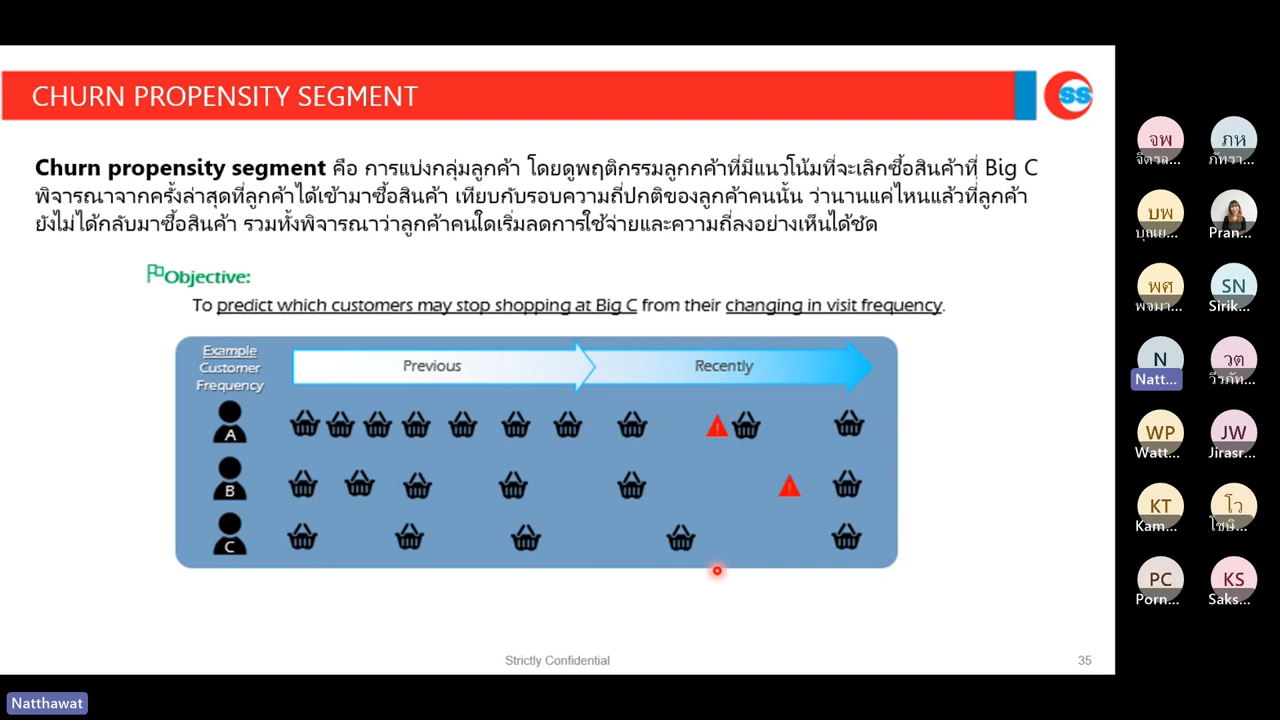 CHURN PROPENSITY SEGMENT
ss
Churn propensity segment คือ การแบ่งกลุ่มลูกค้า โดยดูพฤติกรรมลูกกค้าที่มีแนวโน้มที่จะเลิกซื้อสินค้าที่ Big C
พิจารณาจากครั้งล่าสุดที่ลูกค้าได้เข้ามาซื้อสินค้า เทียบกับรอบความถี่ปกติของลูกค้าคนนั้น ว่านานแค่ไหนแล้วที่ลูกค้า
ยังไม่ได้กลับมาซื้อสินค้า รวมทั้งพิจารณาว่าลูกค้าคนใดเริ่มลดการใช้จ่ายและความถี่ลงอย่างเห็นได้ชัด
Objective:
To predict which customers may stop shopping at Big C from their changing in visit frequency.
Example
Customer
Frequency
Previous
Recently
A
B
C
Strictly Confidential
35
Natthawat
จพ
ภห
จิตรล...
ภัทรา...
บพ
บุณย...
Pran...
พศ
SN
พจมา...
Sirik...
N
วต
Natt...
วีรภัท...
WP
JW
Watt...
Jirasr...
KT
โว
Kam...
โชษิ...
PC
KS
Porn...
Saks...